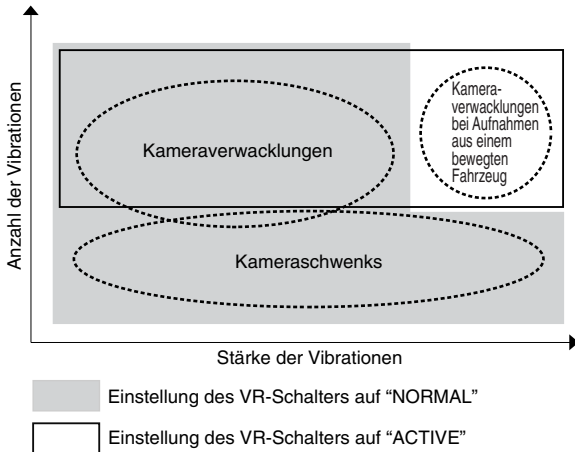 Anzahl der Vibrationen
Kameraverwacklungen
Kamera-
verwacklungen
bei Aufnahmen
aus einem
bewegten
Fahrzeug
Kameraschwenks
Stärke der Vibrationen
Einstellung des VR-Schalters auf “NORMAL”
Einstellung des VR-Schalters auf “ACTIVE”